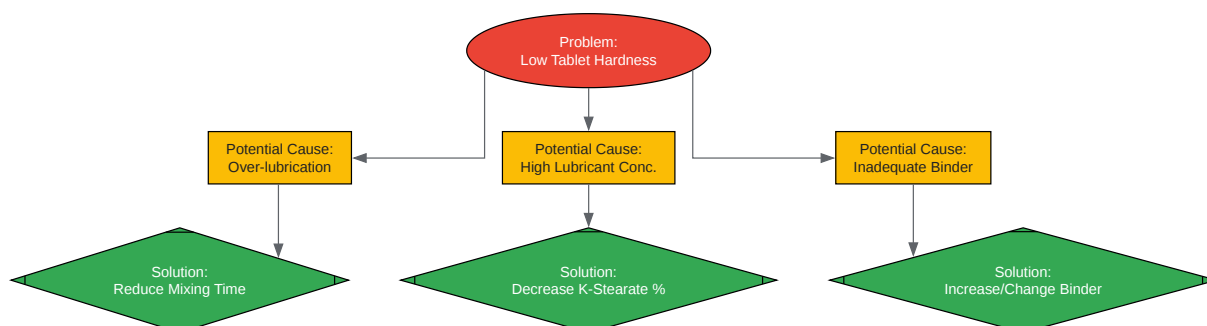 Problem:
Low Tablet Hardness
Potential Cause:
Over-lubrication
Potential Cause:
High Lubricant Conc.
Potential Cause:
Inadequate Binder
Solution:
Reduce Mixing Time
Solution:
Decrease K-Stearate %
Solution:
Increase/Change Binder